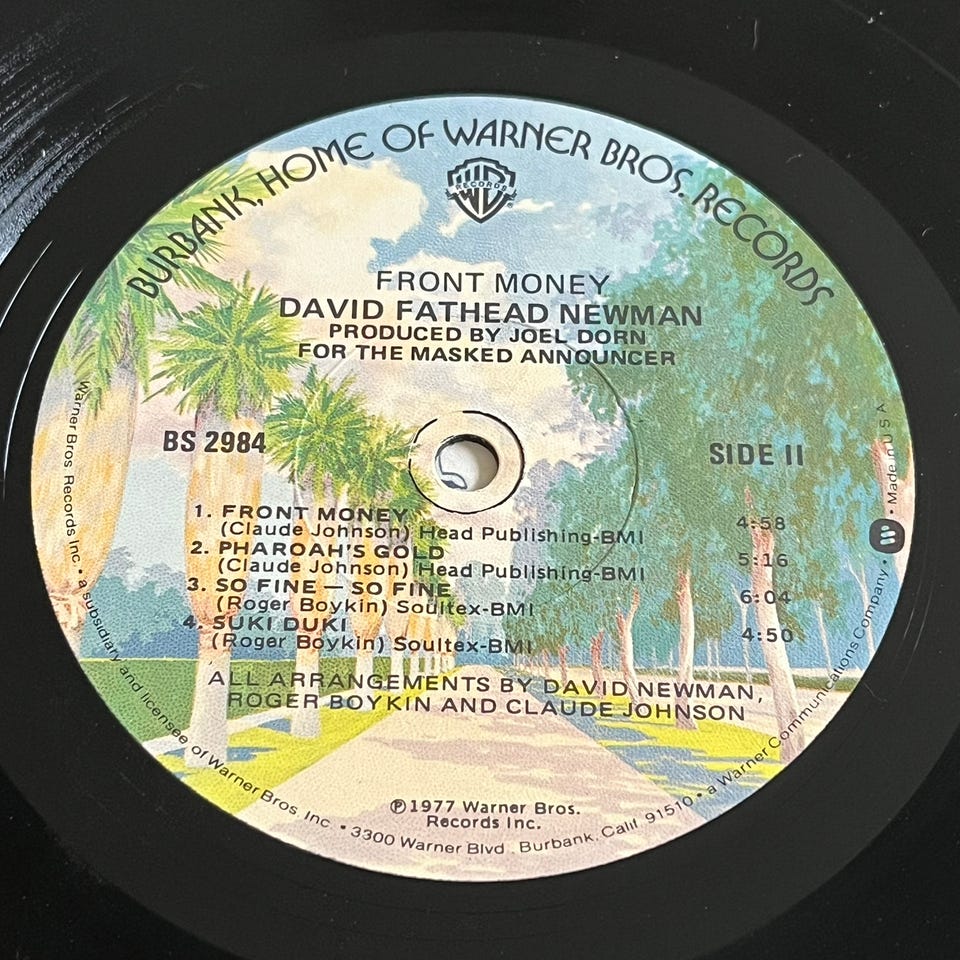 BURBANK, HOME OF WARNER BROS. RECORDS
WB
RECORDS
FRONT MONEY
DAVID FATHEAD NEWMAN
PRODUCED BY JOEL DORN
FOR THE MASKED ANNOUNCER
BS 2984
SIDE II
1. FRONT MONEY
(Claude Johnson) Head Publishing-BMI 4:58
2. PHAROAH'S GOLD
(Claude Johnson) Head Publishing-BMI 5:16
3. SO FINE — SO FINE
(Roger Boykin) Soultex-BMI 6:04
4. SUKI DUKI
(Roger Boykin) Soultex-BMI 4:50
ALL ARRANGEMENTS BY DAVID NEWMAN,
ROGER BOYKIN AND CLAUDE JOHNSON
℗1977 Warner Bros.
Records Inc.
Warner Bros. Records Inc. • a subsidiary and licensee of Warner Bros. Inc. • 3300 Warner Blvd., Burbank, Calif. 91510 • a Warner Communications Company • Made in U.S.A.